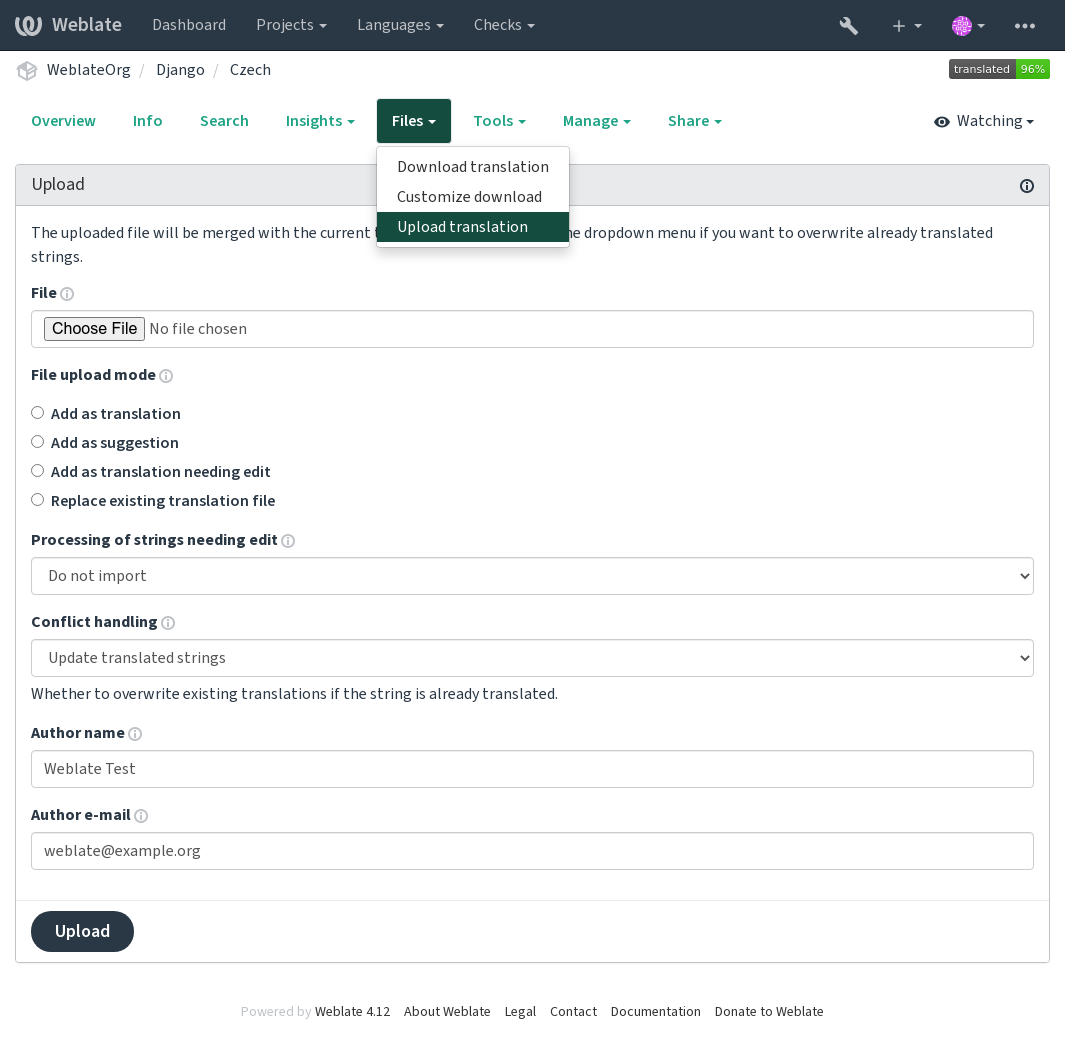 Weblate Dashboard Projects Languages Checks
WeblateOrg / Django / Czech translated 96%
Overview Info Search Insights Files Tools Manage Share Watching
Download translation
Customize download
Upload translation
Upload
The uploaded file will be merged with the current he dropdown menu if you want to overwrite already translated
strings.
File
Choose File No file chosen
File upload mode
Add as translation
Add as suggestion
Add as translation needing edit
Replace existing translation file
Processing of strings needing edit
Do not import
Conflict handling
Update translated strings
Whether to overwrite existing translations if the string is already translated.
Author name
Weblate Test
Author e-mail
weblate@example.org
Upload
Powered by Weblate 4.12 About Weblate Legal Contact Documentation Donate to Weblate